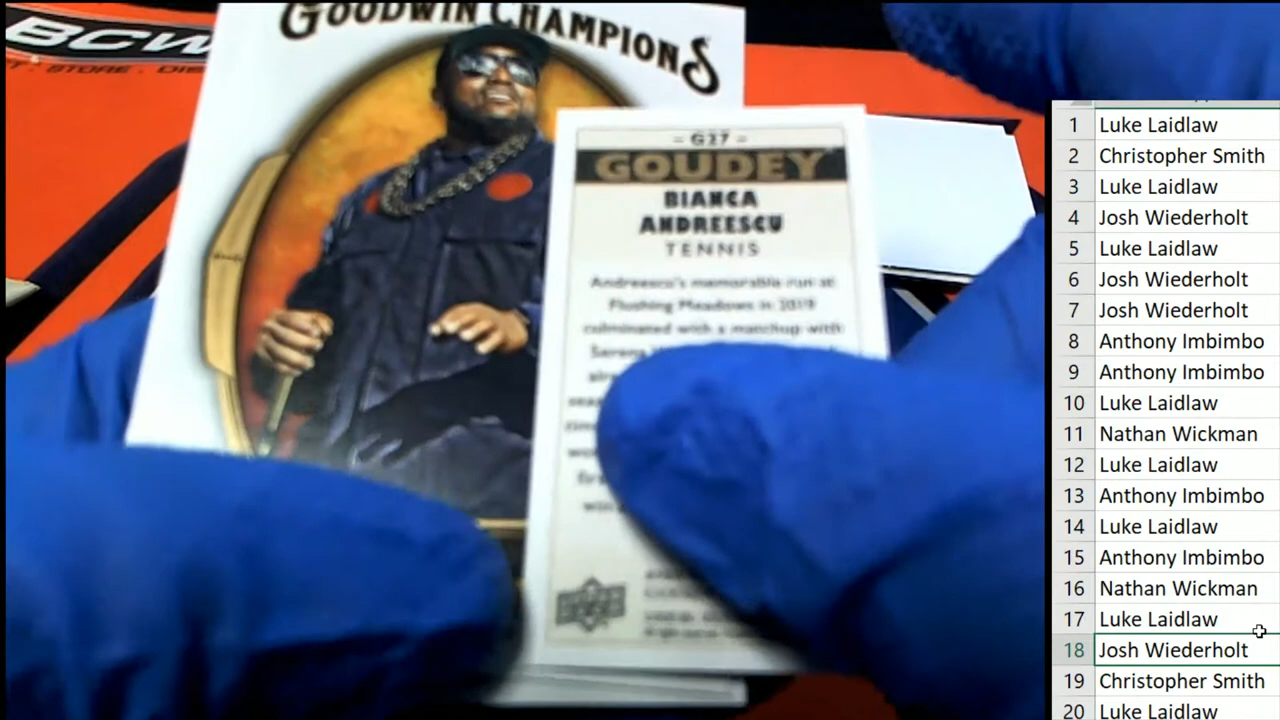 BCW
GOODWIN CHAMPIONS
- G27 -
GOUDEY
BIANCA
ANDREESCU
TENNIS
Andreescu's memorable run at
Flushing Meadows in 2019
culminated with a matchup with
1 Luke Laidlaw
2 Christopher Smith
3 Luke Laidlaw
4 Josh Wiederholt
5 Luke Laidlaw
6 Josh Wiederholt
7 Josh Wiederholt
8 Anthony Imbimbo
9 Anthony Imbimbo
10 Luke Laidlaw
11 Nathan Wickman
12 Luke Laidlaw
13 Anthony Imbimbo
14 Luke Laidlaw
15 Anthony Imbimbo
16 Nathan Wickman
17 Luke Laidlaw
18 Josh Wiederholt
19 Christopher Smith
20 Luke Laidlaw